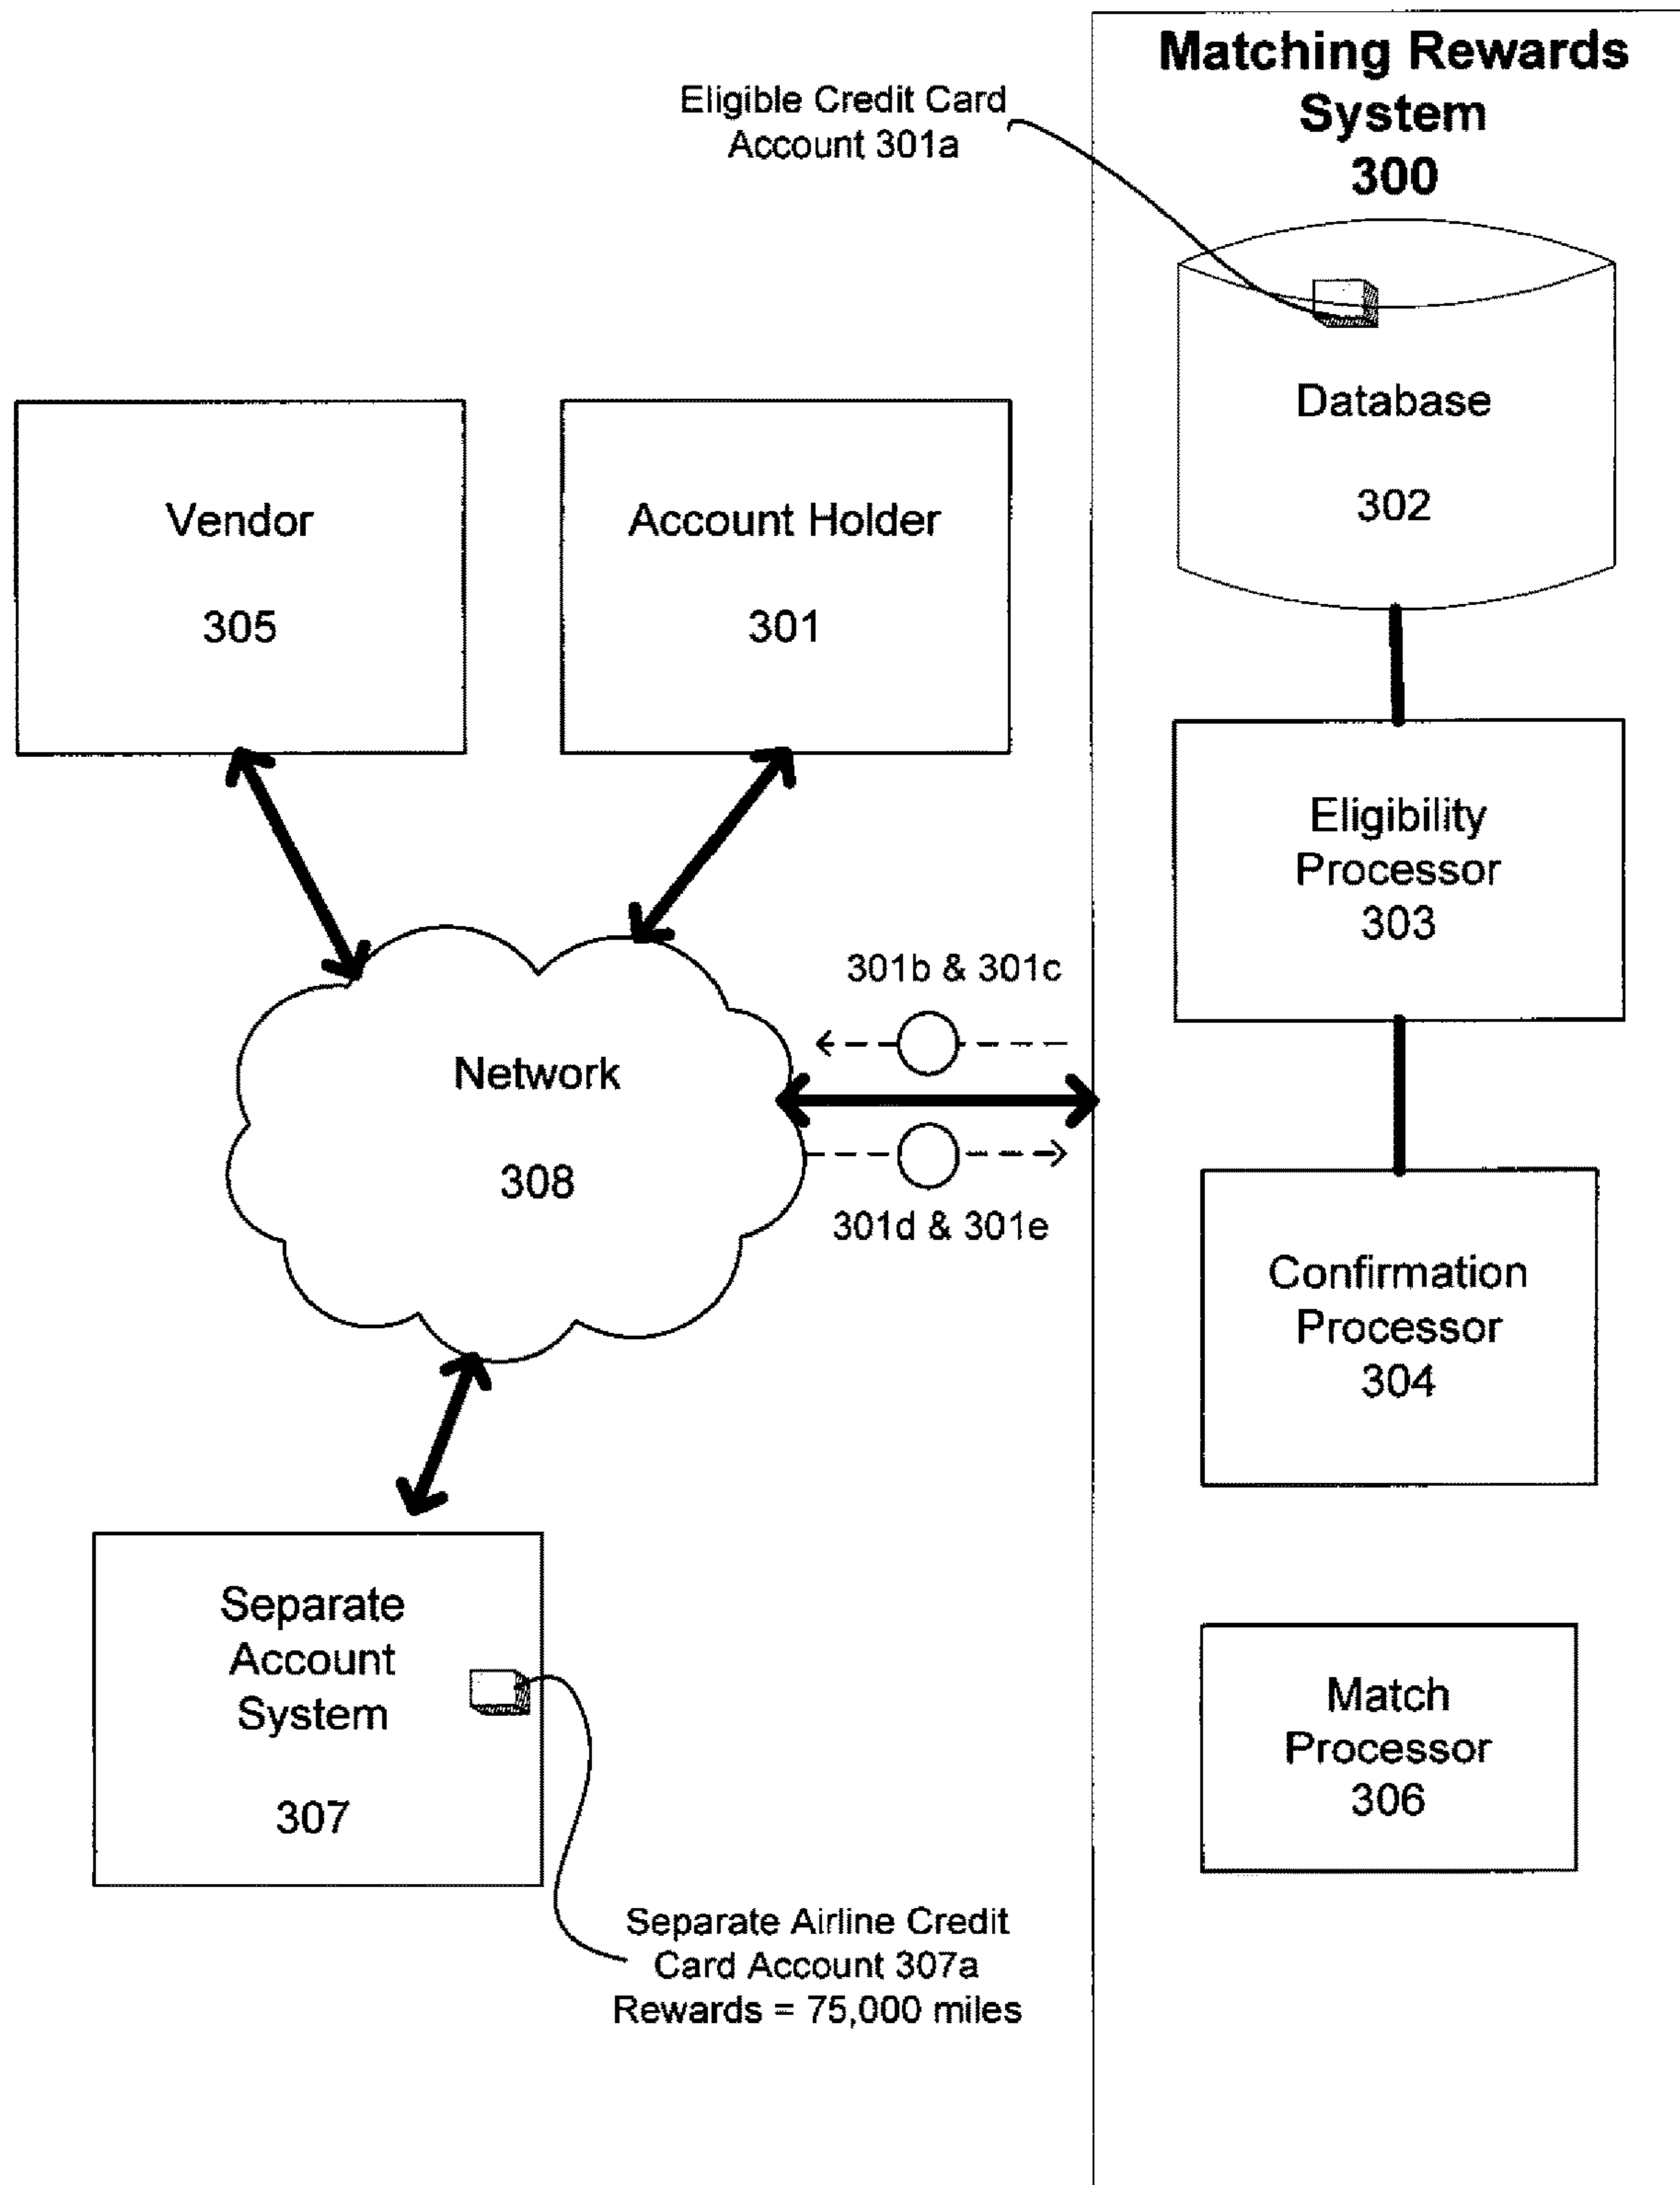 Matching Rewards
System
300
Eligible Credit Card
Account 301a
Database
302
Vendor
305
Account Holder
301
Eligibility
Processor
303
301b & 301c
Network
308
301d & 301e
Confirmation
Processor
304
Separate
Account
System
307
Match
Processor
306
Separate Airline Credit
Card Account 307a
Rewards = 75,000 miles